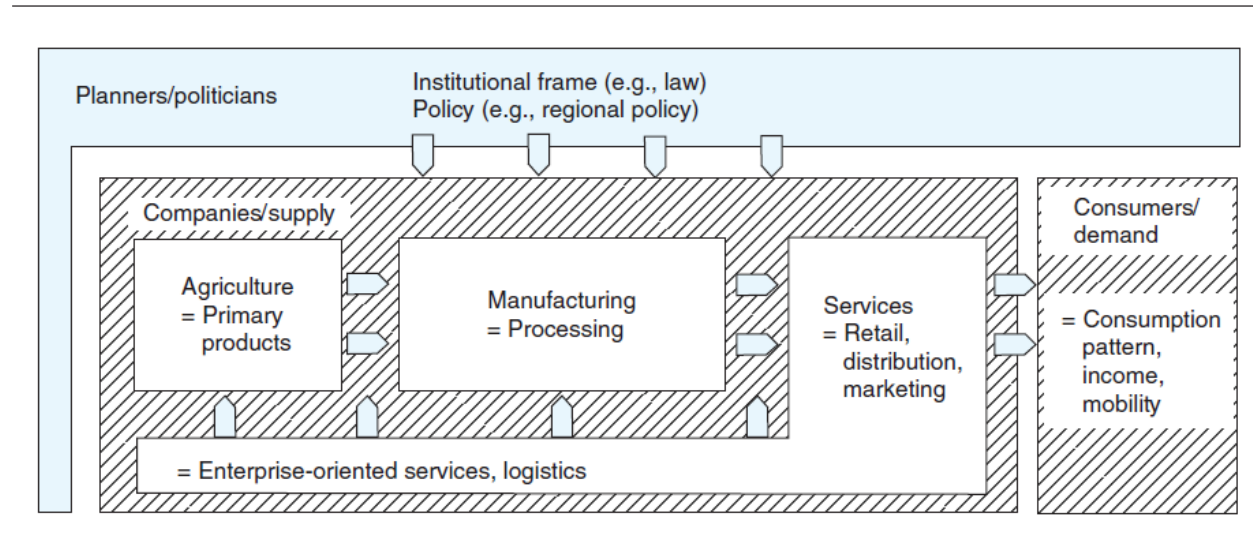 Planners/politicians
Institutional frame (e.g., law)
Policy (e.g., regional policy)
Companies/supply
Agriculture
= Primary
products
Manufacturing
= Processing
Services
= Retail,
distribution,
marketing
= Enterprise-oriented services, logistics
Consumers/
demand
= Consumption
pattern,
income,
mobility